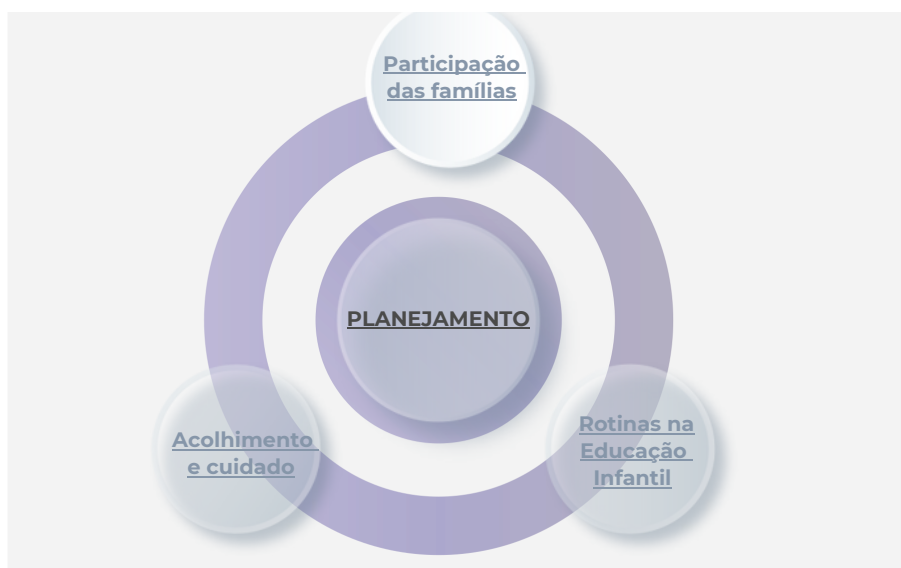 Participação
das famílias
PLANEJAMENTO
Acolhimento
e cuidado
Rotinas na
Educação
Infantil